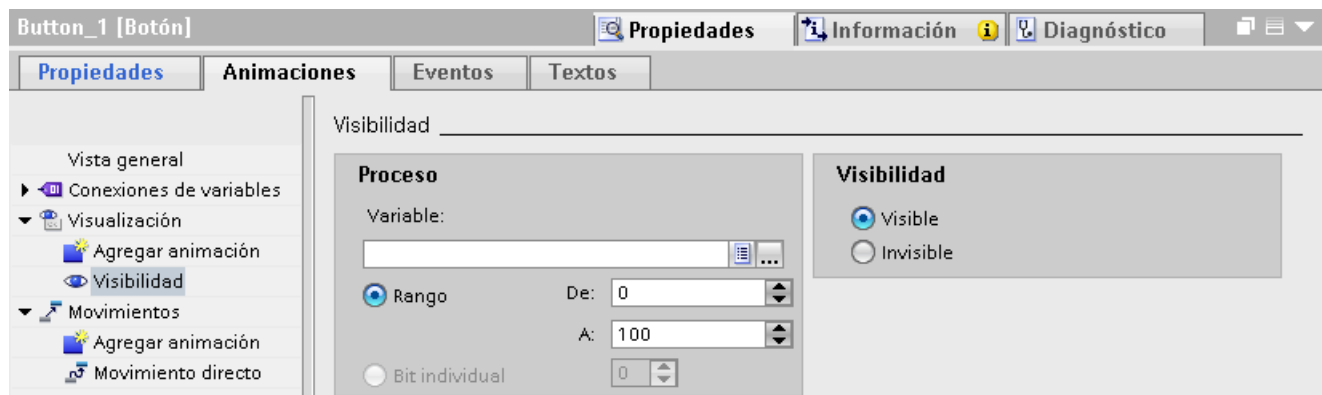 Button_1 [Botón]
Propiedades
Información
Diagnóstico
Propiedades
Animaciones
Eventos
Textos
Vista general
Conexiones de variables
Visualización
Agregar animación
Visibilidad
Movimientos
Agregar animación
Movimiento directo
Visibilidad
Proceso
Variable:
...
Rango
De: 0
A: 100
Bit individual 0
Visibilidad
Visible
Invisible